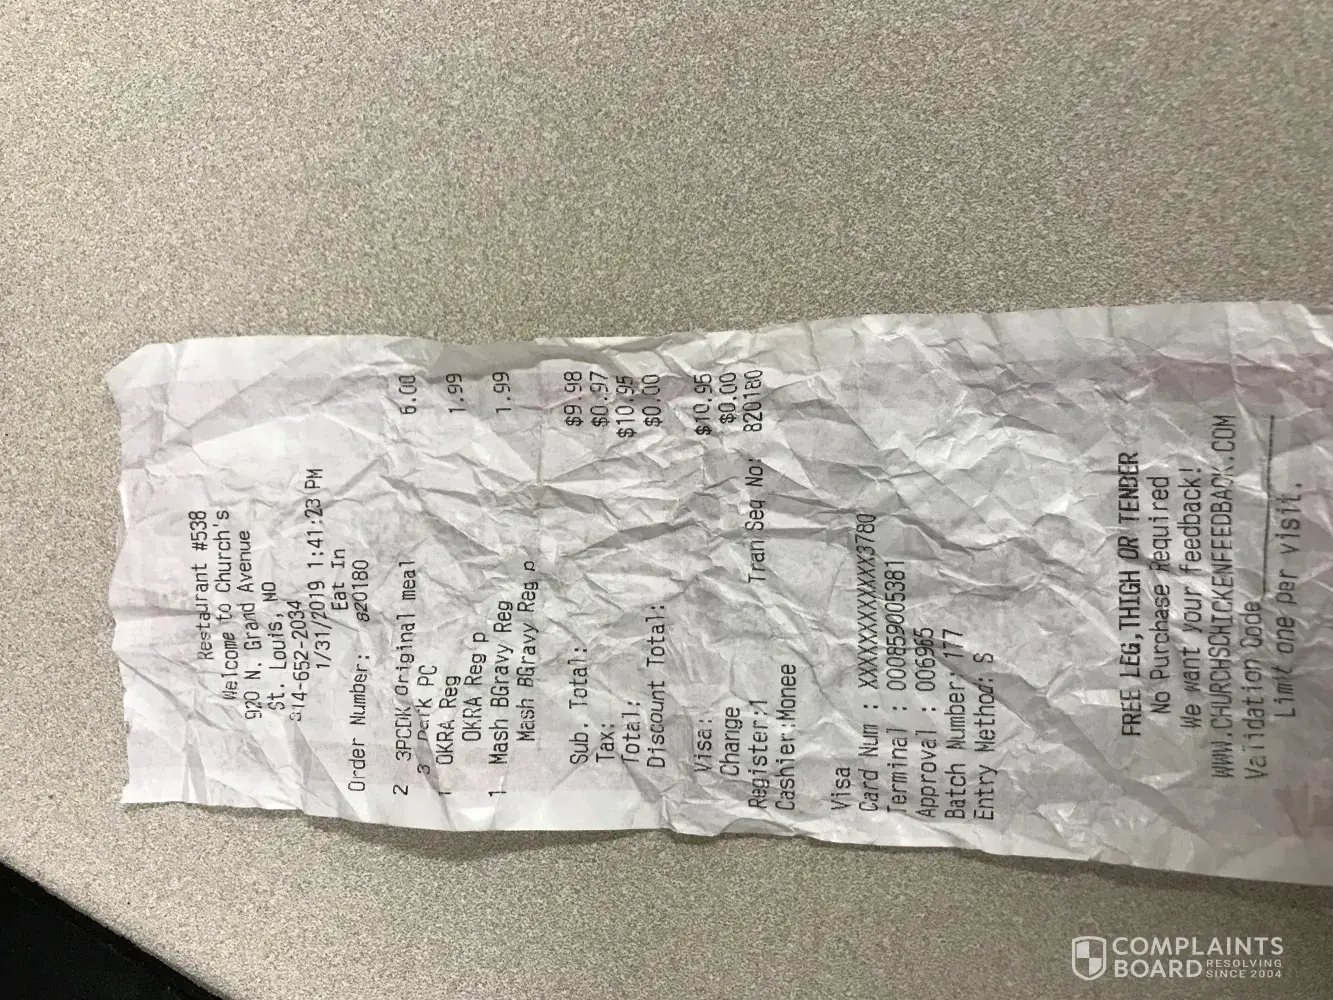 Restaurant #538
Welcome to Church's
920 N. Grand Avenue
St. Louis, MO
314-652-2034
1/31/2019 1:41:23 PM
Eat In
Order Number: 820180
2 3PCDK Original meal 6.00
3 Dark PC
1 OKRA Reg 1.99
OKRA Reg p
1 Mash BGravy Reg 1.99
Mash BGravy Reg p
Sub. Total: $9.98
Tax: $0.97
Total: $10.95
Discount Total: $0.00
Visa: $10.95
Change $0.00
Register:1 Tran Seq No: 820180
Cashier:Monee
Visa
Card Num : XXXXXXXXXXXX3780
Terminal : 000859005381
Approval : 006965
Batch Number: 177
Entry Method: S
FREE LEG,THIGH OR TENDER
No Purchase Required
We want your feedback!
WWW.CHURCHSCHICKENFEEDBACK.COM
Validation Code
Limit one per visit.
COMPLAINTS
BOARD RESOLVING
SINCE 2004